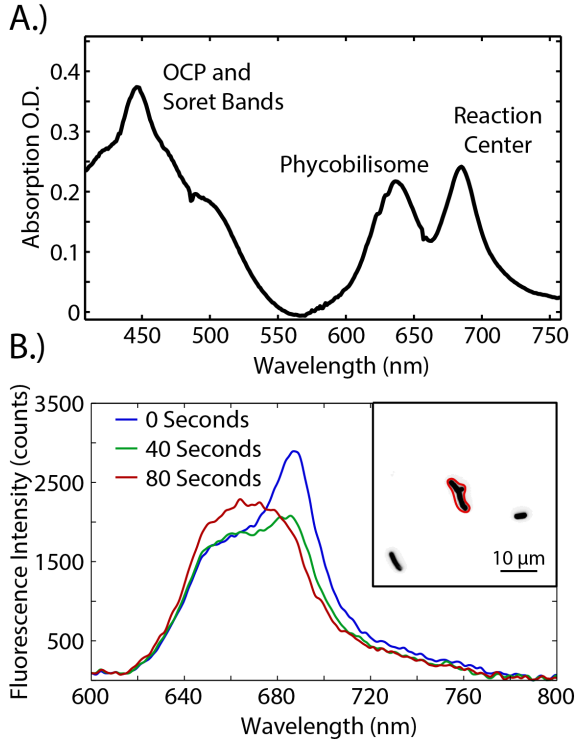 A.)
OCP and
Soret Bands
Phycobilisome
Reaction
Center
Absorption O.D.
0.4
0.3
0.2
0.1
0
450
500
550
600
650
700
750
Wavelength (nm)
B.)
Fluorescence Intensity (counts)
3500
2500
1500
500
0 Seconds
40 Seconds
80 Seconds
10 µm
600
640
680
720
760
800
Wavelength (nm)